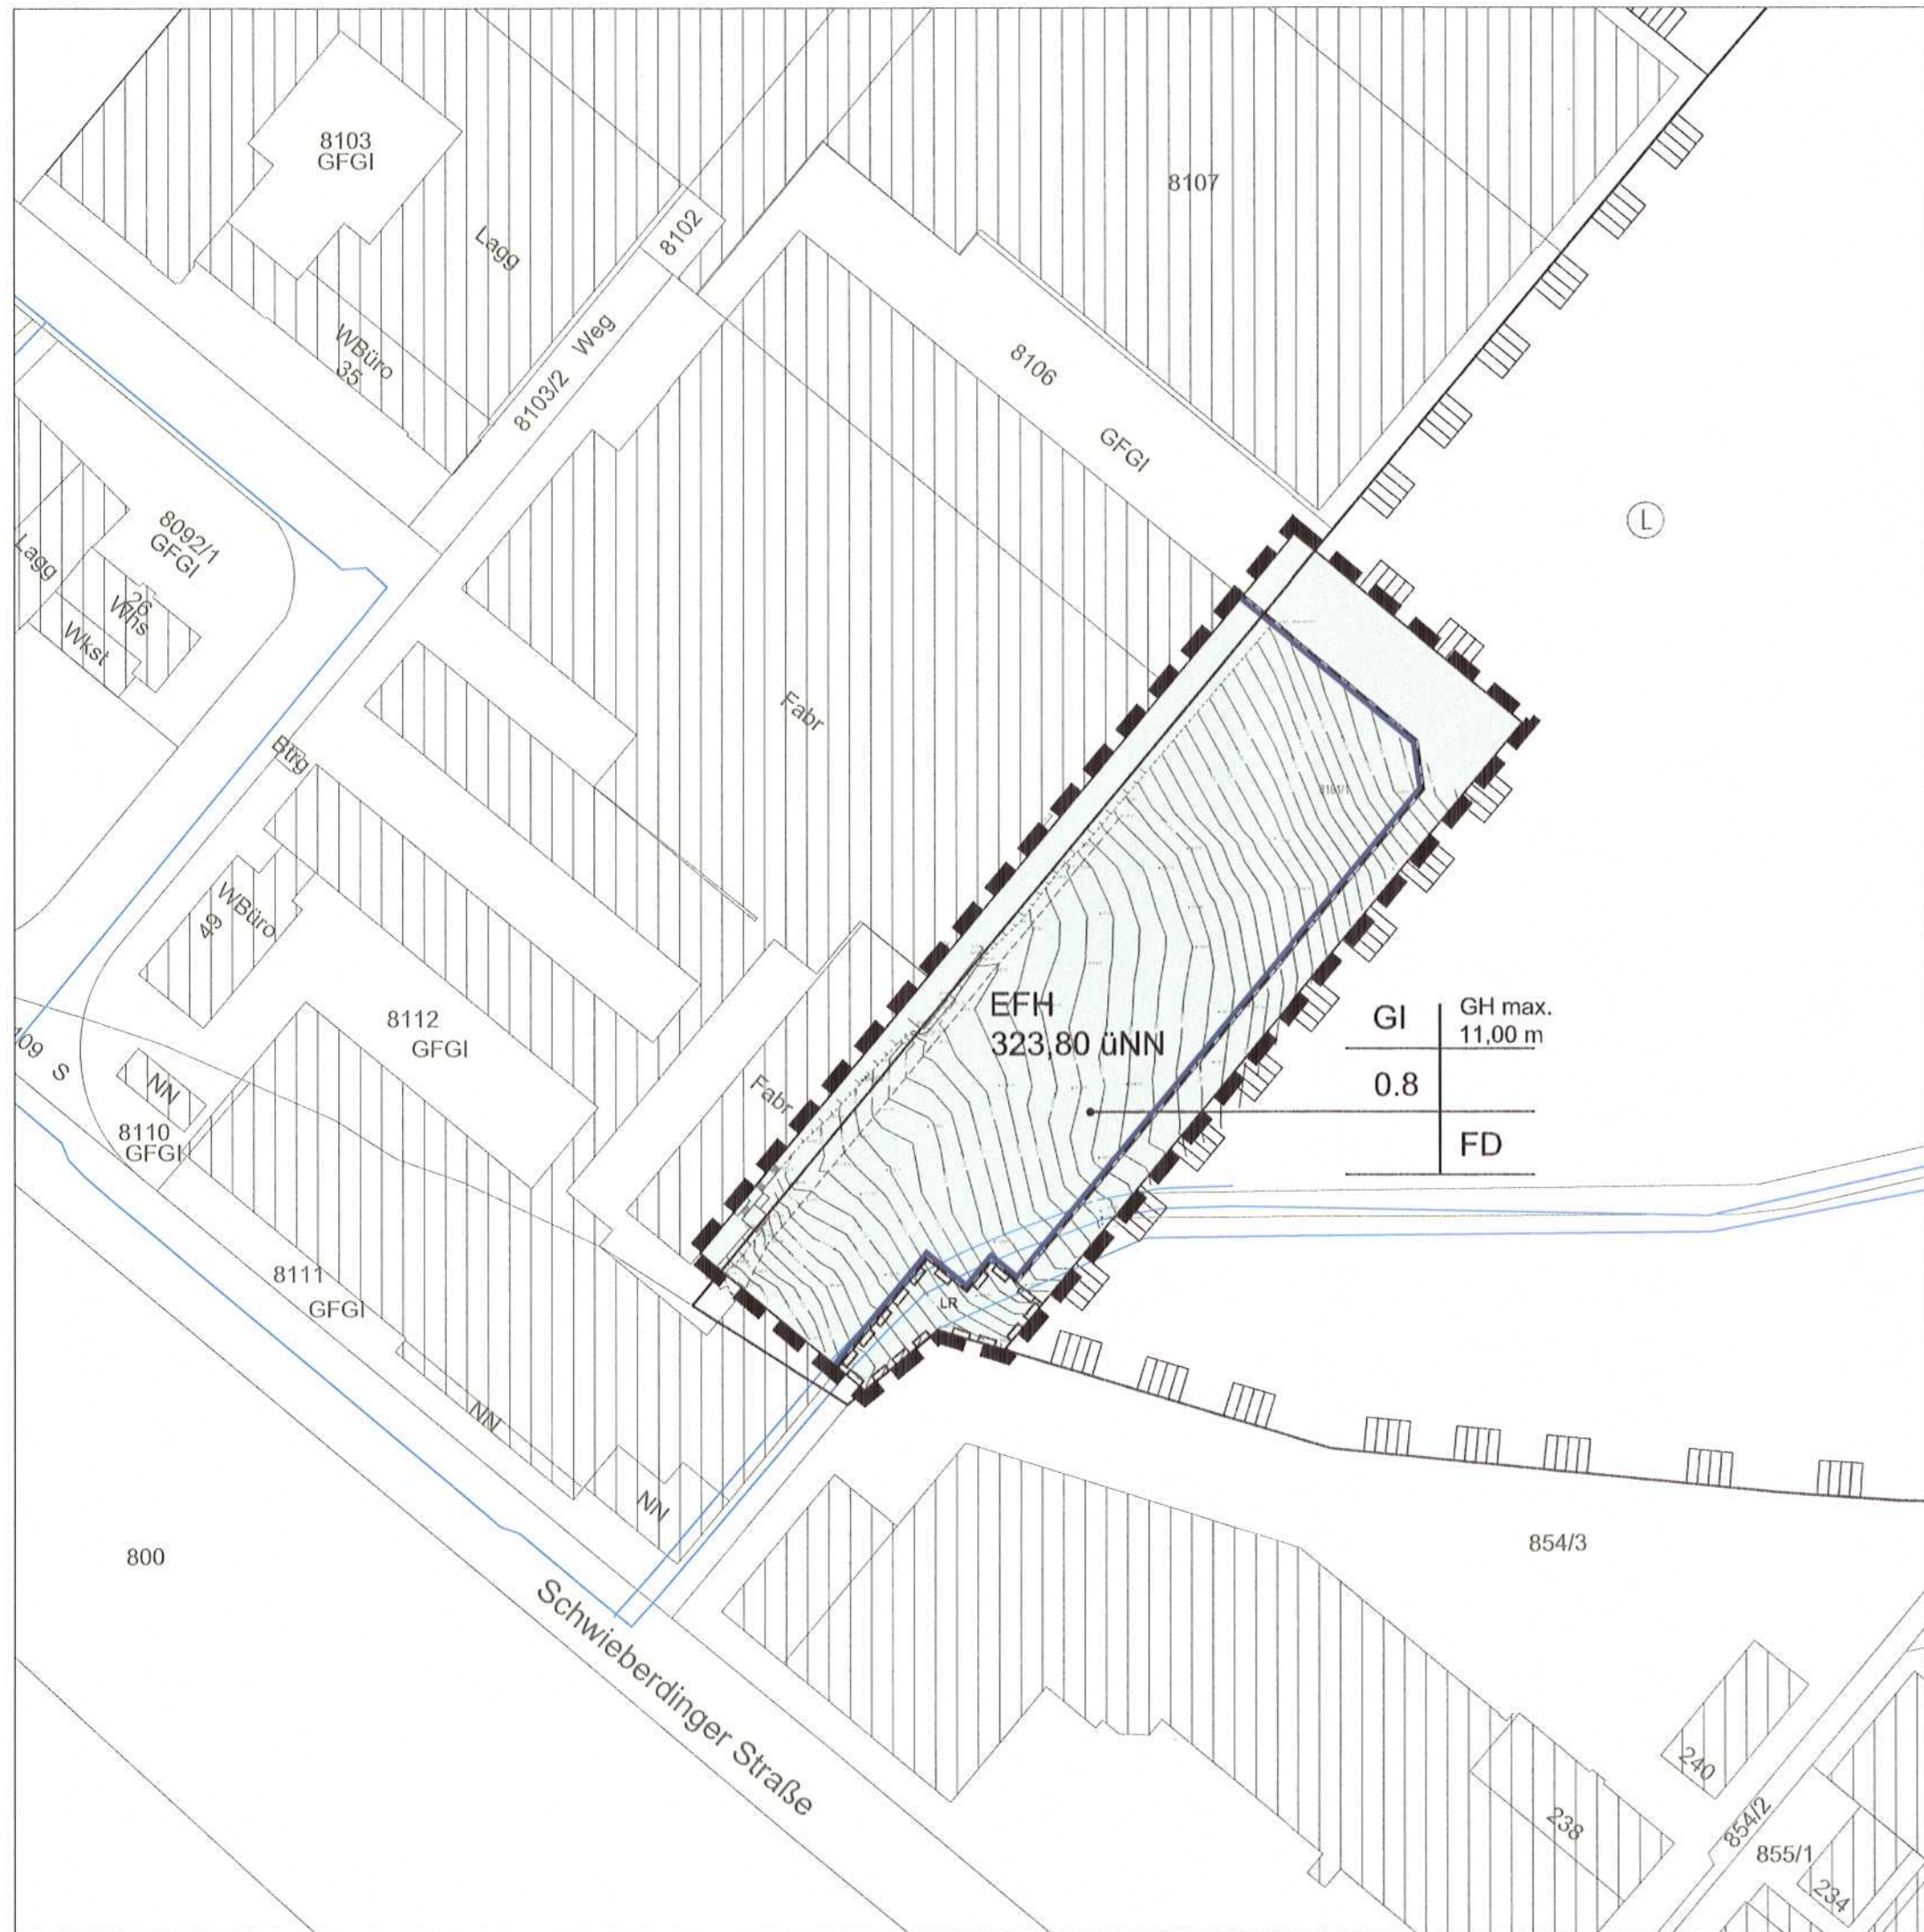 8103
GFGI
8107
8102
Lagg
Weg
WBüro
35
8103/2
8106
GFGI
8092/1
GFGI
Lagg
26
Whs
Wkst
L
Fabr
Btrg
WBüro
49
EFH
323,80 üNN
GI
GH max.
11,00 m
0.8
FD
8112
GFGI
S
NN
8110
GFGI
Fabr
8111
GFGI
LR
NN
NN
800
854/3
Schwieberdinger Straße
240
238
854/2
855/1
234